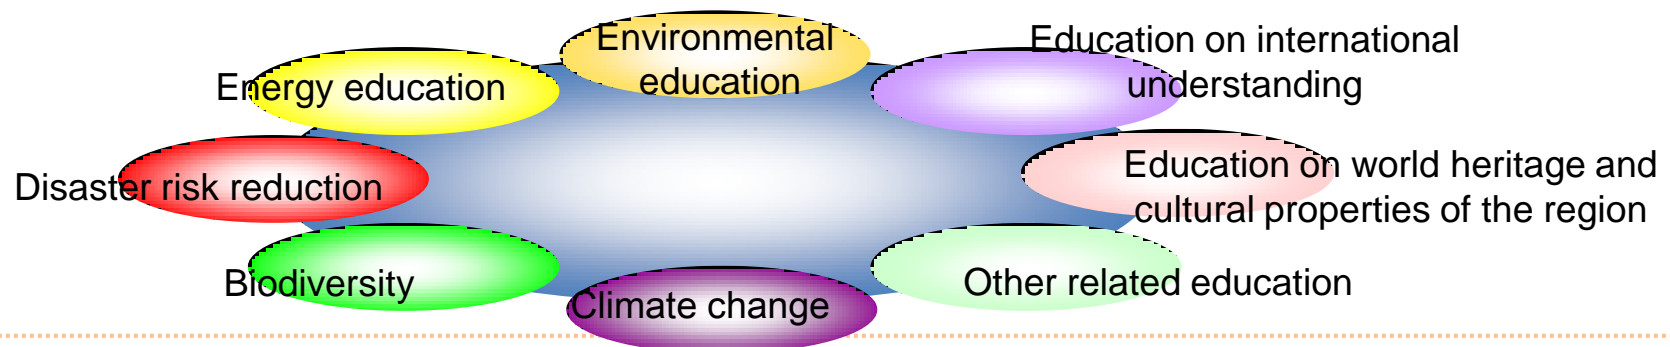 Environmental
education
Education on international
understanding
Energy education
Education on world heritage and
cultural properties of the region
Disaster risk reduction
Biodiversity
Other related education
Climate change